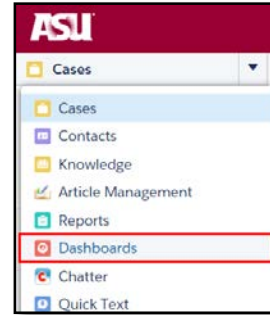 ASU
Cases
Cases
Contacts
Knowledge
Article Management
Reports
Dashboards
Chatter
Quick Text